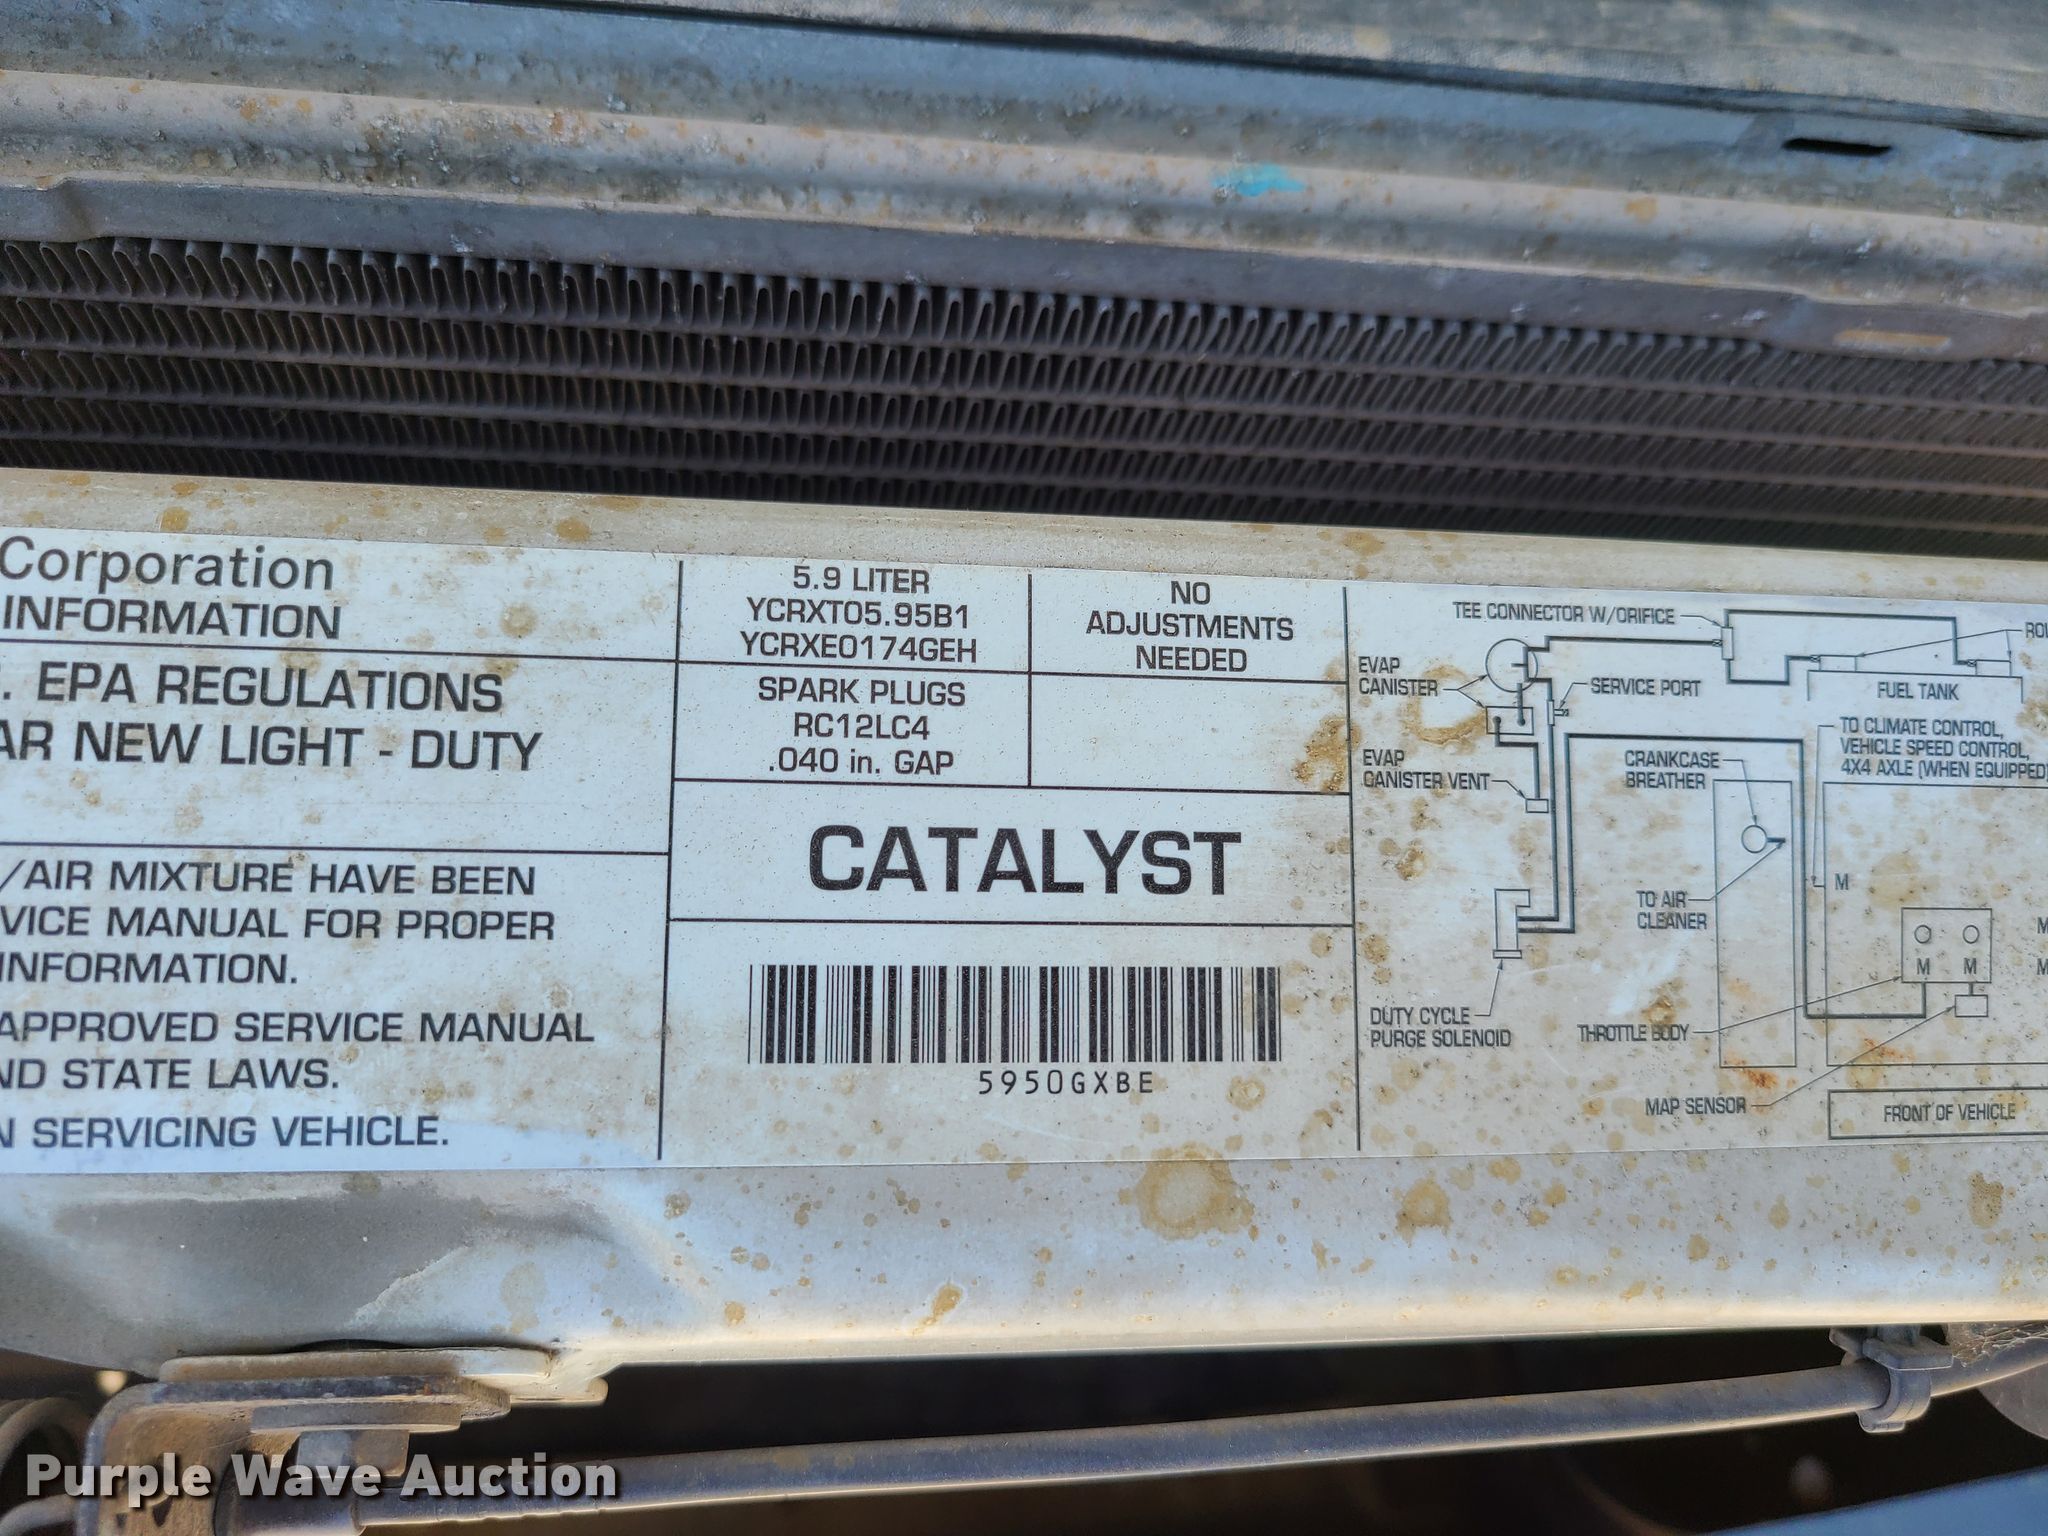 Corporation
INFORMATION
. EPA REGULATIONS
AR NEW LIGHT - DUTY
/AIR MIXTURE HAVE BEEN
VICE MANUAL FOR PROPER
INFORMATION.
APPROVED SERVICE MANUAL
ND STATE LAWS.
N SERVICING VEHICLE.
5.9 LITER
YCRXT05.95B1
YCRXE0174GEH
NO
ADJUSTMENTS
NEEDED
SPARK PLUGS
RC12LC4
.040 in. GAP
CATALYST
5950GXBE
TEE CONNECTOR W/ORIFICE
EVAP
CANISTER
SERVICE PORT
FUEL TANK
EVAP
CANISTER VENT
CRANKCASE
BREATHER
TO CLIMATE CONTROL,
VEHICLE SPEED CONTROL,
4X4 AXLE (WHEN EQUIPPED)
M
TO AIR
CLEANER
M M
M
M
DUTY CYCLE
PURGE SOLENOID
THROTTLE BODY
MAP SENSOR
FRONT OF VEHICLE
Purple Wave Auction